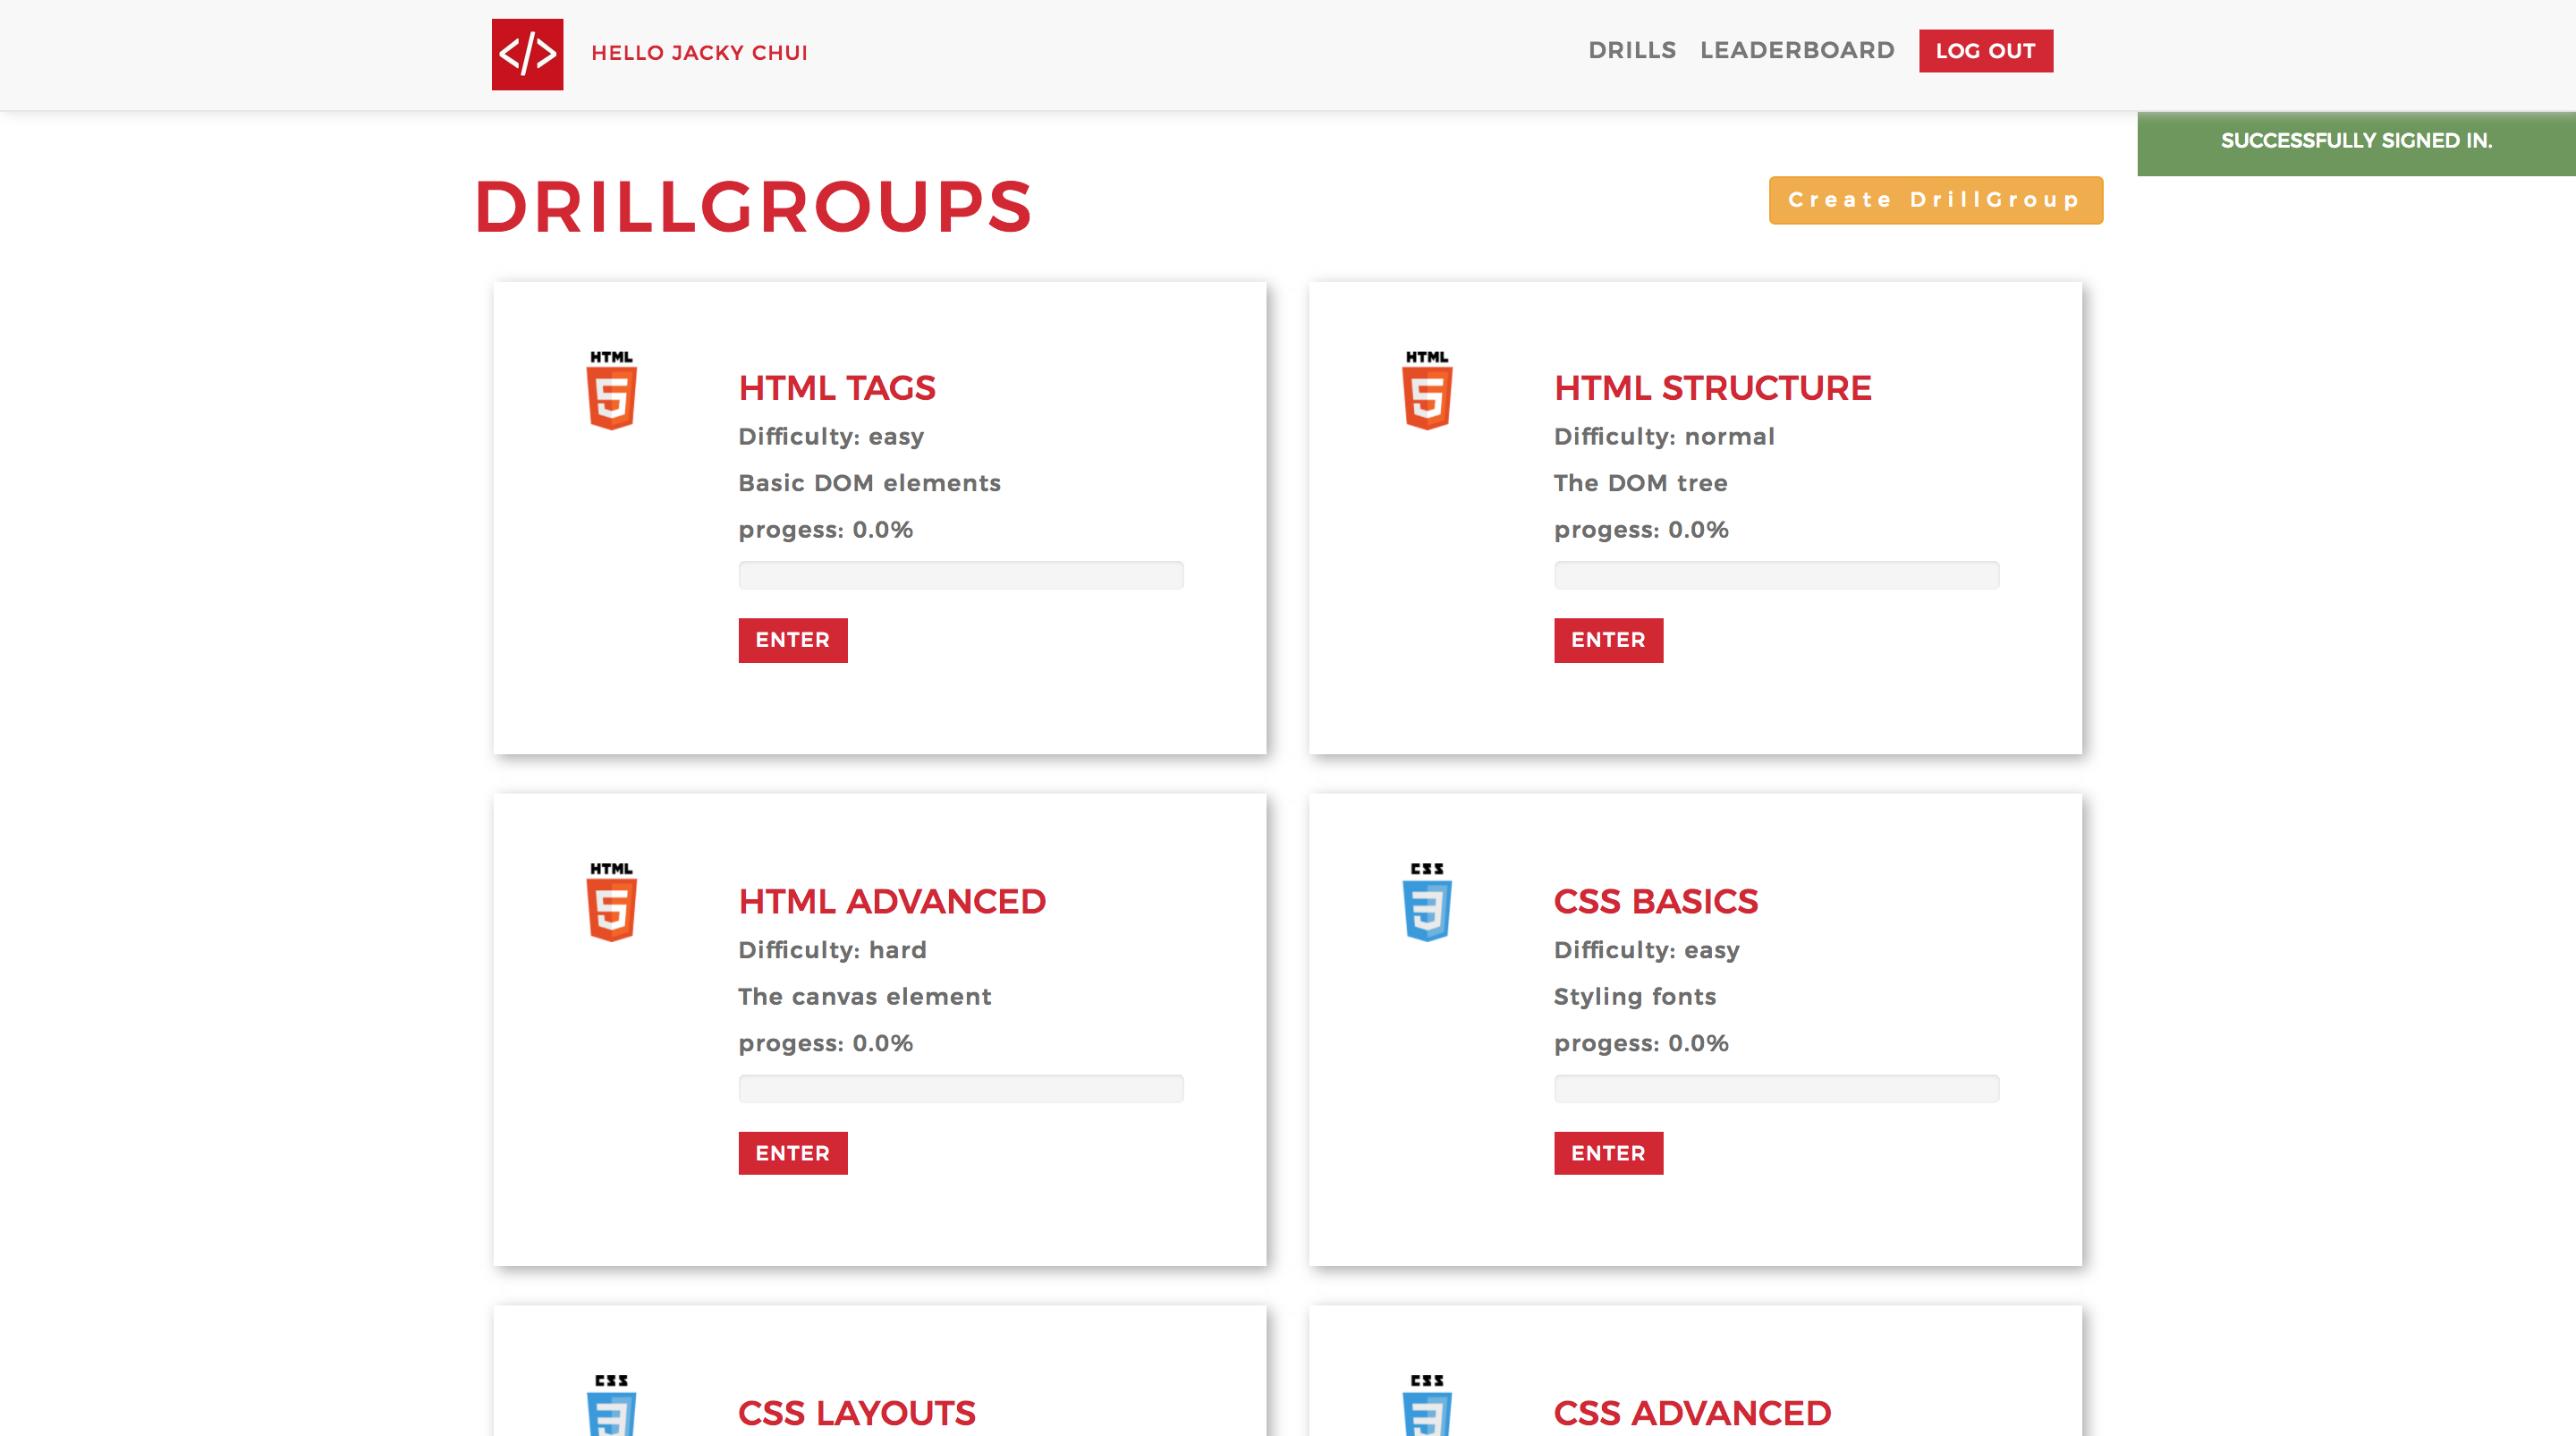 </> HELLO JACKY CHUI DRILLS LEADERBOARD LOG OUT
SUCCESSFULLY SIGNED IN.
DRILLGROUPS
Create DrillGroup
HTML
5
HTML TAGS
Difficulty: easy
Basic DOM elements
progess: 0.0%
ENTER
HTML
5
HTML STRUCTURE
Difficulty: normal
The DOM tree
progess: 0.0%
ENTER
HTML
5
HTML ADVANCED
Difficulty: hard
The canvas element
progess: 0.0%
ENTER
CSS
3
CSS BASICS
Difficulty: easy
Styling fonts
progess: 0.0%
ENTER
CSS
3
CSS LAYOUTS
CSS
3
CSS ADVANCED